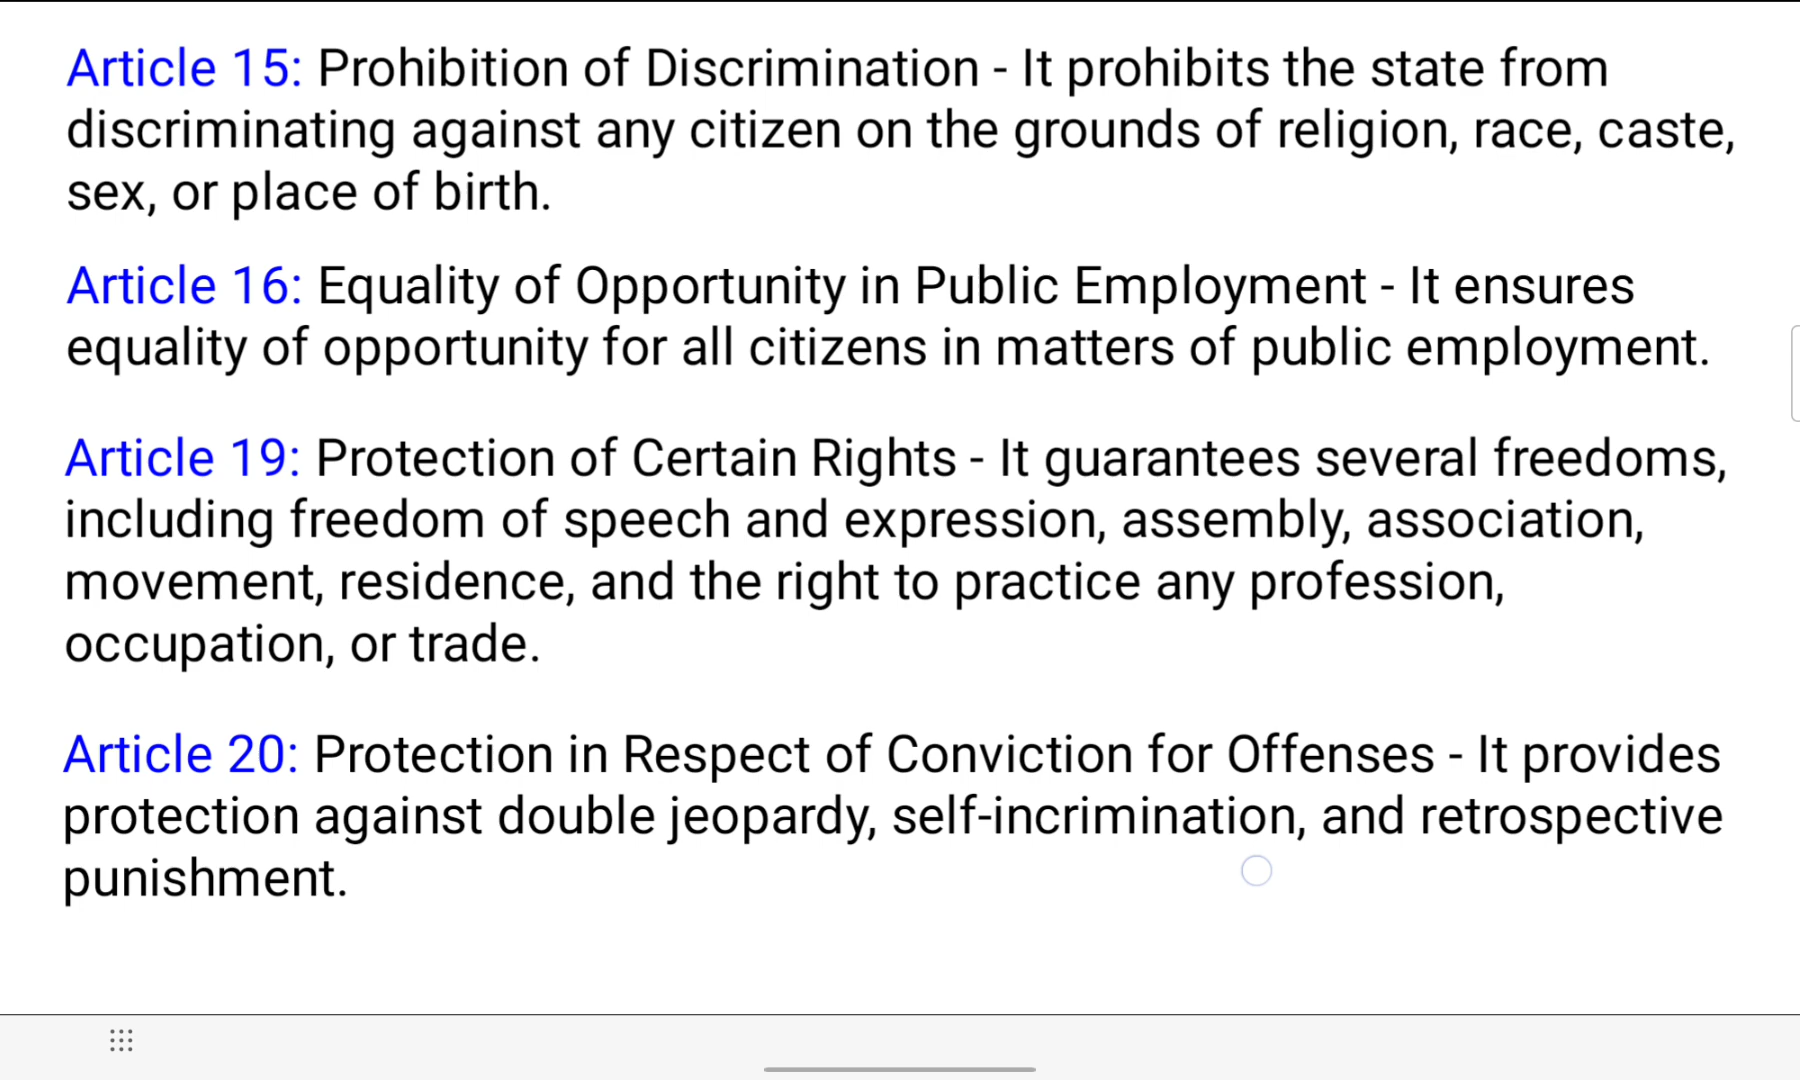 Article 15: Prohibition of Discrimination - It prohibits the state from
discriminating against any citizen on the grounds of religion, race, caste,
sex, or place of birth.
Article 16: Equality of Opportunity in Public Employment - It ensures
equality of opportunity for all citizens in matters of public employment.
Article 19: Protection of Certain Rights - It guarantees several freedoms,
including freedom of speech and expression, assembly, association,
movement, residence, and the right to practice any profession,
occupation, or trade.
Article 20: Protection in Respect of Conviction for Offenses - It provides
protection against double jeopardy, self-incrimination, and retrospective
punishment.